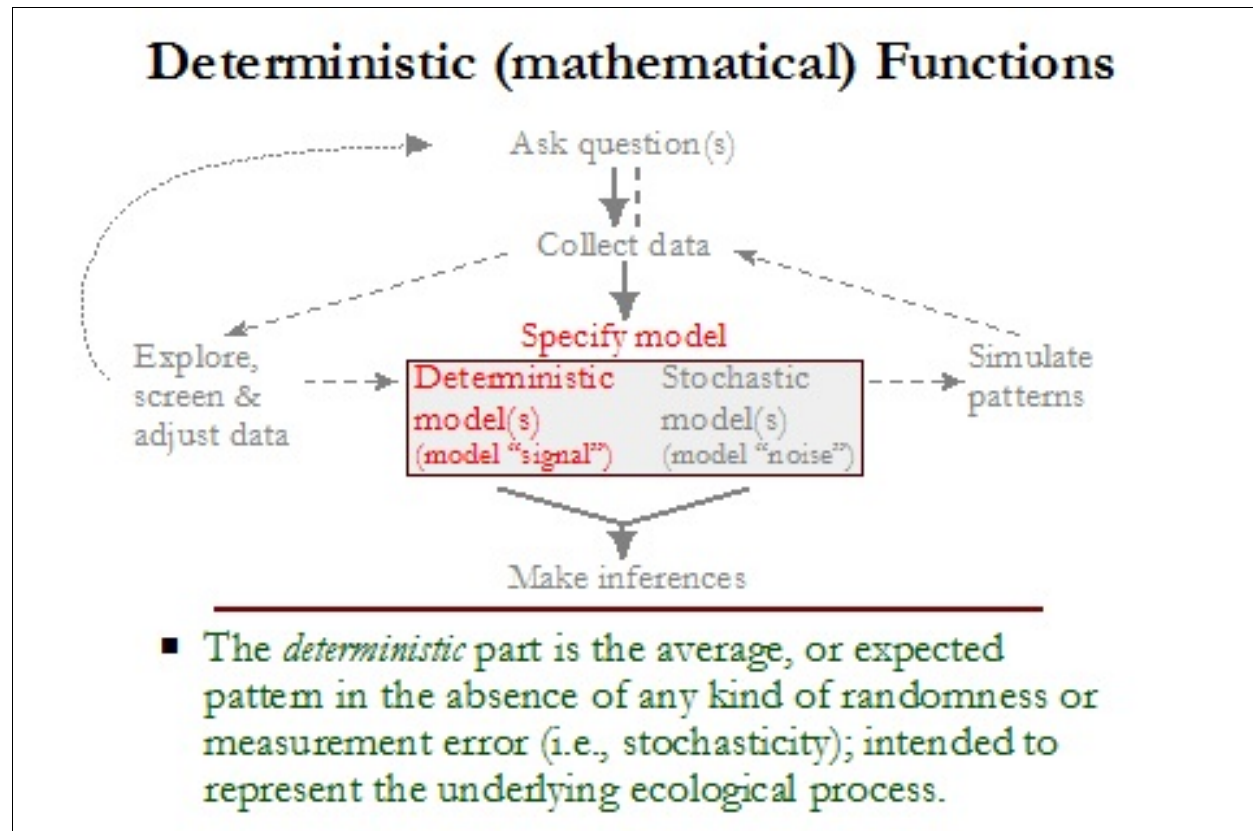 Deterministic (mathematical) Functions
Ask question(s)
Collect data
Specify model
Explore,
screen &
adjust data
Deterministic
model(s)
(model “signal”)
Stochastic
model(s)
(model “noise”)
Simulate
patterns
Make inferences
▪ The deterministic part is the average, or expected
pattern in the absence of any kind of randomness or
measurement error (i.e., stochasticity); intended to
represent the underlying ecological process.